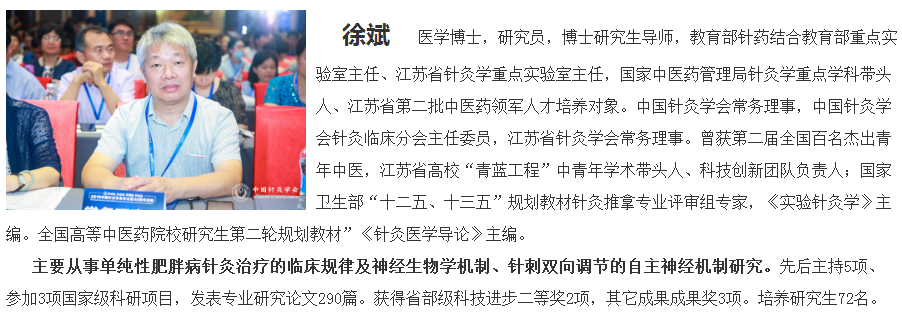 徐斌 医学博士，研究员，博士研究生导师，教育部针药结合教育部重点实
验室主任、江苏省针灸学重点实验室主任，国家中医药管理局针灸学重点学科带头
人、江苏省第二批中医药领军人才培养对象。中国针灸学会常务理事，中国针灸学
会针灸临床分会主任委员，江苏省针灸学会常务理事。曾获第二届全国百名杰出青
年中医，江苏省高校“青蓝工程”中青年学术带头人、科技创新团队负责人；国家
卫生部“十二五、十三五”规划教材针灸推拿专业评审组专家，《实验针灸学》主
编。全国高等中医药院校研究生第二轮规划教材”《针灸医学导论》主编。
主要从事单纯性肥胖病针灸治疗的临床规律及神经生物学机制、针刺双向调节的自主神经机制研究。先后主持5项、
参加3项国家级科研项目，发表专业研究论文290篇。获得省部级科技进步二等奖2项，其它成果成果奖3项。培养研究生72名。
中国针灸学会